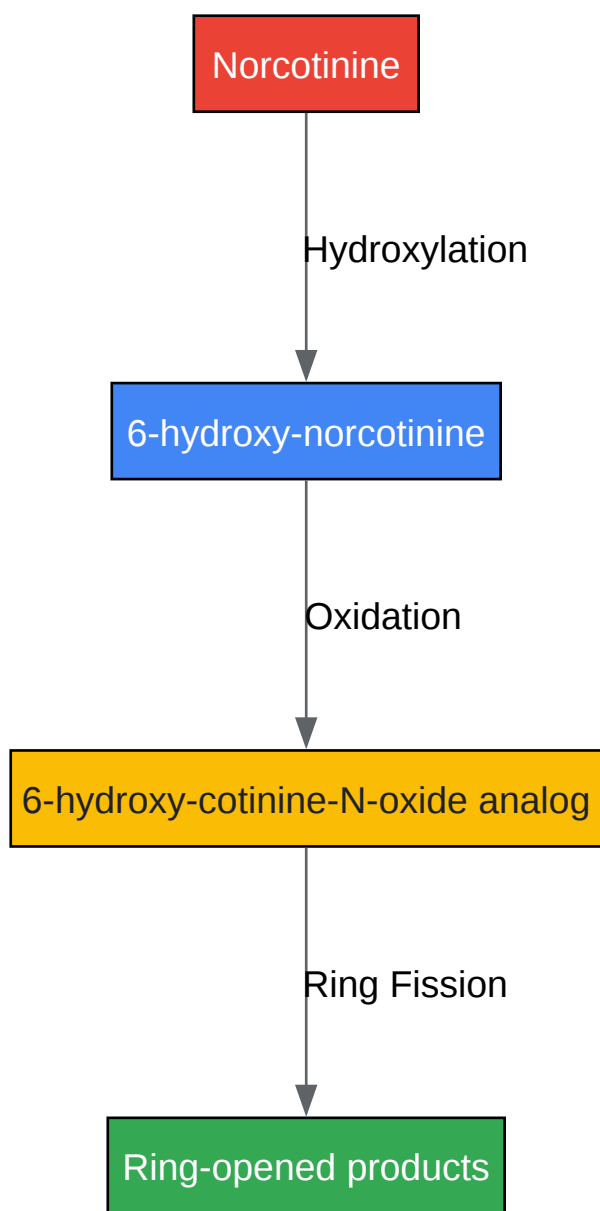 Norcotinine
Hydroxylation
6-hydroxy-norcotinine
Oxidation
6-hydroxy-cotinine-N-oxide analog
Ring Fission
Ring-opened products